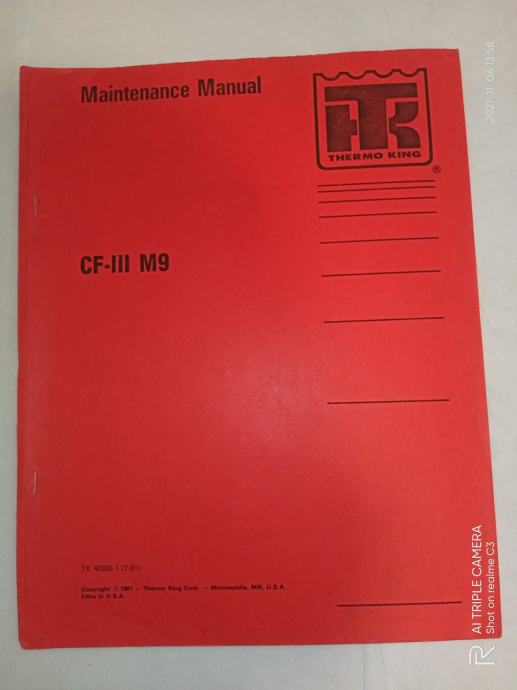 Maintenance Manual
TK
THERMO KING
®
CF-III M9
TK 40300-1 (7-81)
Copyright © 1981 – Thermo King Corp. – Minneapolis, MN, U.S.A.
Litho in U.S.A.
2021 11 06 13:58
AI TRIPLE CAMERA
Shot on realme C3